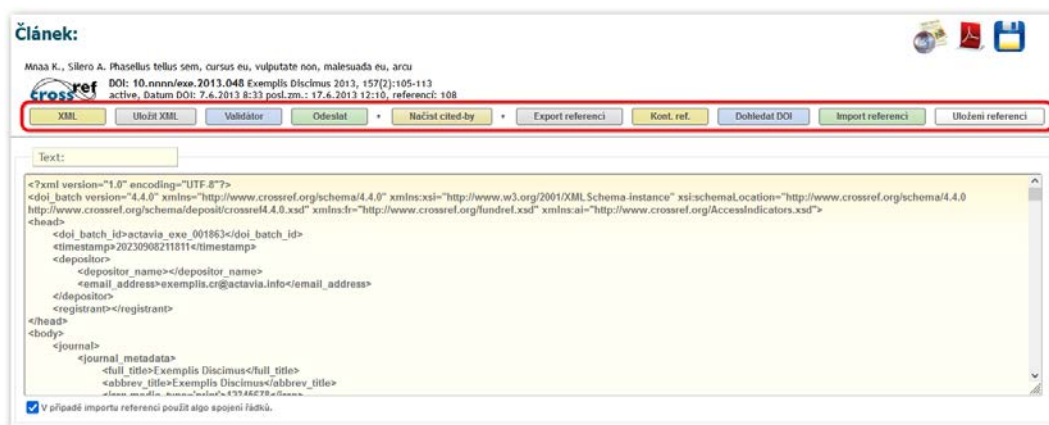 Článek:
Mnaa K., Silero A. Phasellus tellus sem, cursus eu, vulputate non, malesuada eu, arcu
cross ref
DOI: 10.nnnn/exe.2013.048 Exemplis Discimus 2013, 157(2):105-113
active, Datum DOI: 7.6.2013 8:33 posl.zm.: 17.6.2013 12:10, referencí: 108
XML Uložit XML Validátor Odeslat • Načíst cited-by • Export referencí Kont. ref. Dohledat DOI Import referencí Uložení referencí
Text:
<?xml version="1.0" encoding="UTF-8"?>
<doi_batch version="4.4.0" xmlns="http://www.crossref.org/schema/4.4.0" xmlns:xsi="http://www.w3.org/2001/XMLSchema-instance" xsi:schemaLocation="http://www.crossref.org/schema/4.4.0
http://www.crossref.org/schema/deposit/crossref4.4.0.xsd" xmlns:fr="http://www.crossref.org/fundref.xsd" xmlns:ai="http://www.crossref.org/AccessIndicators.xsd">
<head>
<doi_batch_id>actavia_exe_001863</doi_batch_id>
<timestamp>20230908211811</timestamp>
<depositor>
<depositor_name></depositor_name>
<email_address>exemplis.cr@actavia.info</email_address>
</depositor>
<registrant></registrant>
</head>
<body>
<journal>
<journal_metadata>
<full_title>Exemplis Discimus</full_title>
<abbrev_title>Exemplis Discimus</abbrev_title>
<issn media_type='print'>12345678</issn>
V případě importu referencí použít algo spojení řádků.